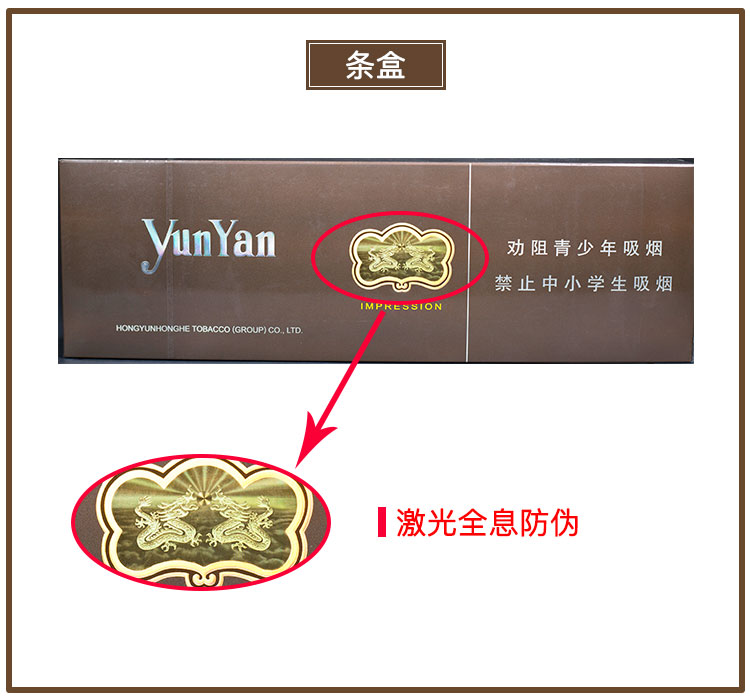 条盒
YunYan
劝阻青少年吸烟
禁止中小学生吸烟
IMPRESSION
HONGYUNHONGHE TOBACCO (GROUP) CO., LTD.
激光全息防伪